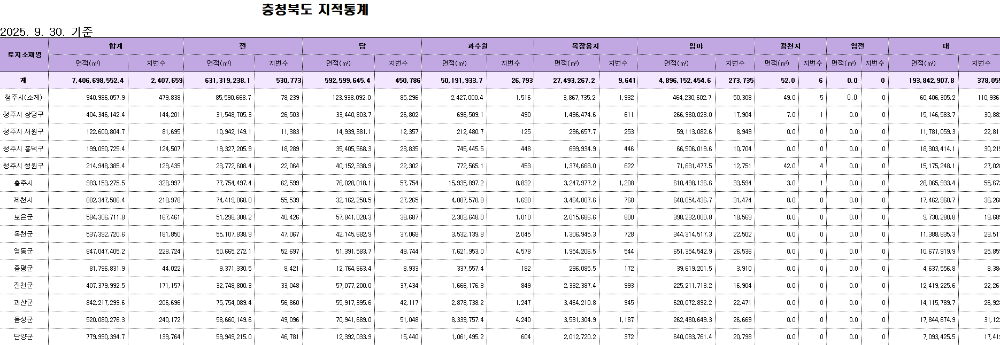 충청북도 지적통계
2025. 9. 30. 기준
토지소재명 합계 전 답 과수원 목장용지 임야 광천지 염전 대
면적(㎡) 지번수 면적(㎡) 지번수 면적(㎡) 지번수 면적(㎡) 지번수 면적(㎡) 지번수 면적(㎡) 지번수 면적(㎡) 지번수 면적(㎡) 지번수 면적(㎡) 지번수
계 7,406,698,552.4 2,407,659 631,319,238.1 530,773 592,599,645.4 450,786 50,191,933.7 26,793 27,493,267.2 9,641 4,896,152,454.6 273,735 52.0 6 0.0 0 193,842,907.8 378,055
청주시(소계) 940,986,057.9 479,838 85,590,668.7 78,239 123,938,092.0 85,296 2,427,000.4 1,516 3,867,735.2 1,932 464,230,602.7 50,308 49.0 5 0.0 0 60,406,305.2 110,936
청주시 상당구 404,346,142.4 144,201 31,548,705.3 26,503 33,440,803.7 26,802 696,509.1 490 1,496,474.6 611 266,980,023.0 17,904 7.0 1 0.0 0 15,146,583.7 30,882
청주시 서원구 122,600,804.7 81,695 10,942,149.1 11,383 14,939,381.1 12,357 212,480.7 125 296,657.7 253 59,113,082.6 8,949 0.0 0 0.0 0 11,781,059.3 22,81
청주시 흥덕구 199,090,725.4 124,507 19,327,205.9 18,289 35,405,568.3 23,835 745,445.5 448 699,934.9 446 66,506,019.6 10,704 0.0 0 0.0 0 18,303,414.1 30,215
청주시 청원구 214,948,385.4 129,435 23,772,608.4 22,064 40,152,338.9 22,302 772,565.1 453 1,374,668.0 622 71,631,477.5 12,751 42.0 4 0.0 0 15,175,248.1 27,028
충주시 983,153,275.5 328,997 77,754,497.4 62,599 76,028,018.1 57,754 15,935,897.2 8,832 3,247,977.2 1,208 610,498,136.6 33,594 3.0 1 0.0 0 28,065,933.4 55,672
제천시 882,347,586.4 218,978 74,419,068.0 55,539 32,162,258.5 27,265 4,087,570.8 1,690 3,464,007.6 760 640,054,436.7 31,474 0.0 0 0.0 0 17,462,960.7 36,268
보은군 584,306,711.8 167,461 51,298,308.2 40,426 57,841,028.3 38,687 2,303,648.0 1,010 2,015,686.6 800 398,232,000.8 18,569 0.0 0 0.0 0 9,730,280.8 19,689
옥천군 537,392,720.6 181,850 55,107,838.9 47,067 42,145,682.9 37,068 3,532,139.8 2,045 1,306,945.3 728 344,314,517.3 22,502 0.0 0 0.0 0 11,388,835.3 23,517
영동군 847,047,405.2 228,724 50,665,272.1 52,697 51,391,583.7 49,744 7,621,953.0 4,578 1,954,206.5 544 651,354,542.9 26,536 0.0 0 0.0 0 10,677,919.9 25,859
증평군 81,796,831.9 44,022 9,371,330.5 8,421 12,764,663.4 8,933 337,557.4 182 296,085.5 172 39,619,201.5 3,910 0.0 0 0.0 0 4,637,556.8 8,384
진천군 407,379,992.5 171,157 32,748,800.3 33,048 57,077,200.0 37,434 1,666,176.3 849 2,332,387.4 993 225,211,713.2 16,904 0.0 0 0.0 0 12,419,225.6 22,26
괴산군 842,217,299.6 206,696 75,754,089.4 56,860 55,917,395.6 42,117 2,878,738.2 1,247 3,464,210.8 945 620,072,892.2 22,471 0.0 0 0.0 0 14,115,789.7 26,928
음성군 520,080,276.3 240,172 58,660,149.6 49,096 70,941,689.0 51,048 8,339,757.4 4,240 3,531,304.9 1,187 262,480,649.3 26,669 0.0 0 0.0 0 17,844,674.9 31,122
단양군 779,990,394.7 139,764 59,949,215.0 46,781 12,392,033.9 15,440 1,061,495.2 604 2,012,720.2 372 640,083,761.4 20,798 0.0 0 0.0 0 7,093,425.5 17,419